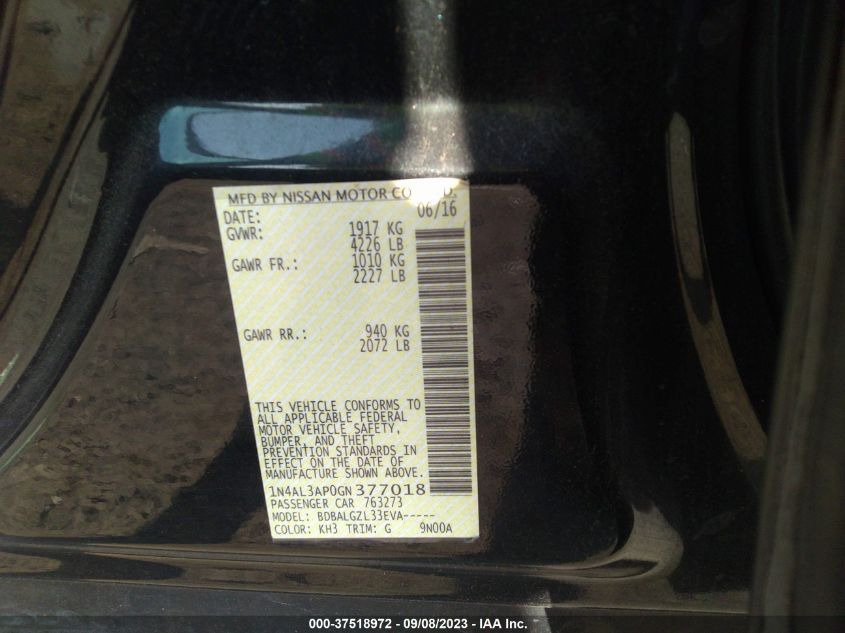 MFD BY NISSAN MOTOR CO D.
DATE: 06/16
GVWR: 1917 KG
4226 LB
GAWR FR.: 1010 KG
2227 LB
GAWR RR.: 940 KG
2072 LB
THIS VEHICLE CONFORMS TO
ALL APPLICABLE FEDERAL
MOTOR VEHICLE SAFETY,
BUMPER, AND THEFT
PREVENTION STANDARDS IN
EFFECT ON THE DATE OF
MANUFACTURE SHOWN ABOVE.
1N4AL3AP0GN377018
PASSENGER CAR 763273
MODEL: BDBALGZL33EVA-----
COLOR: KH3 TRIM: G 9N00A
000-37518972 - 09/08/2023 - IAA Inc.